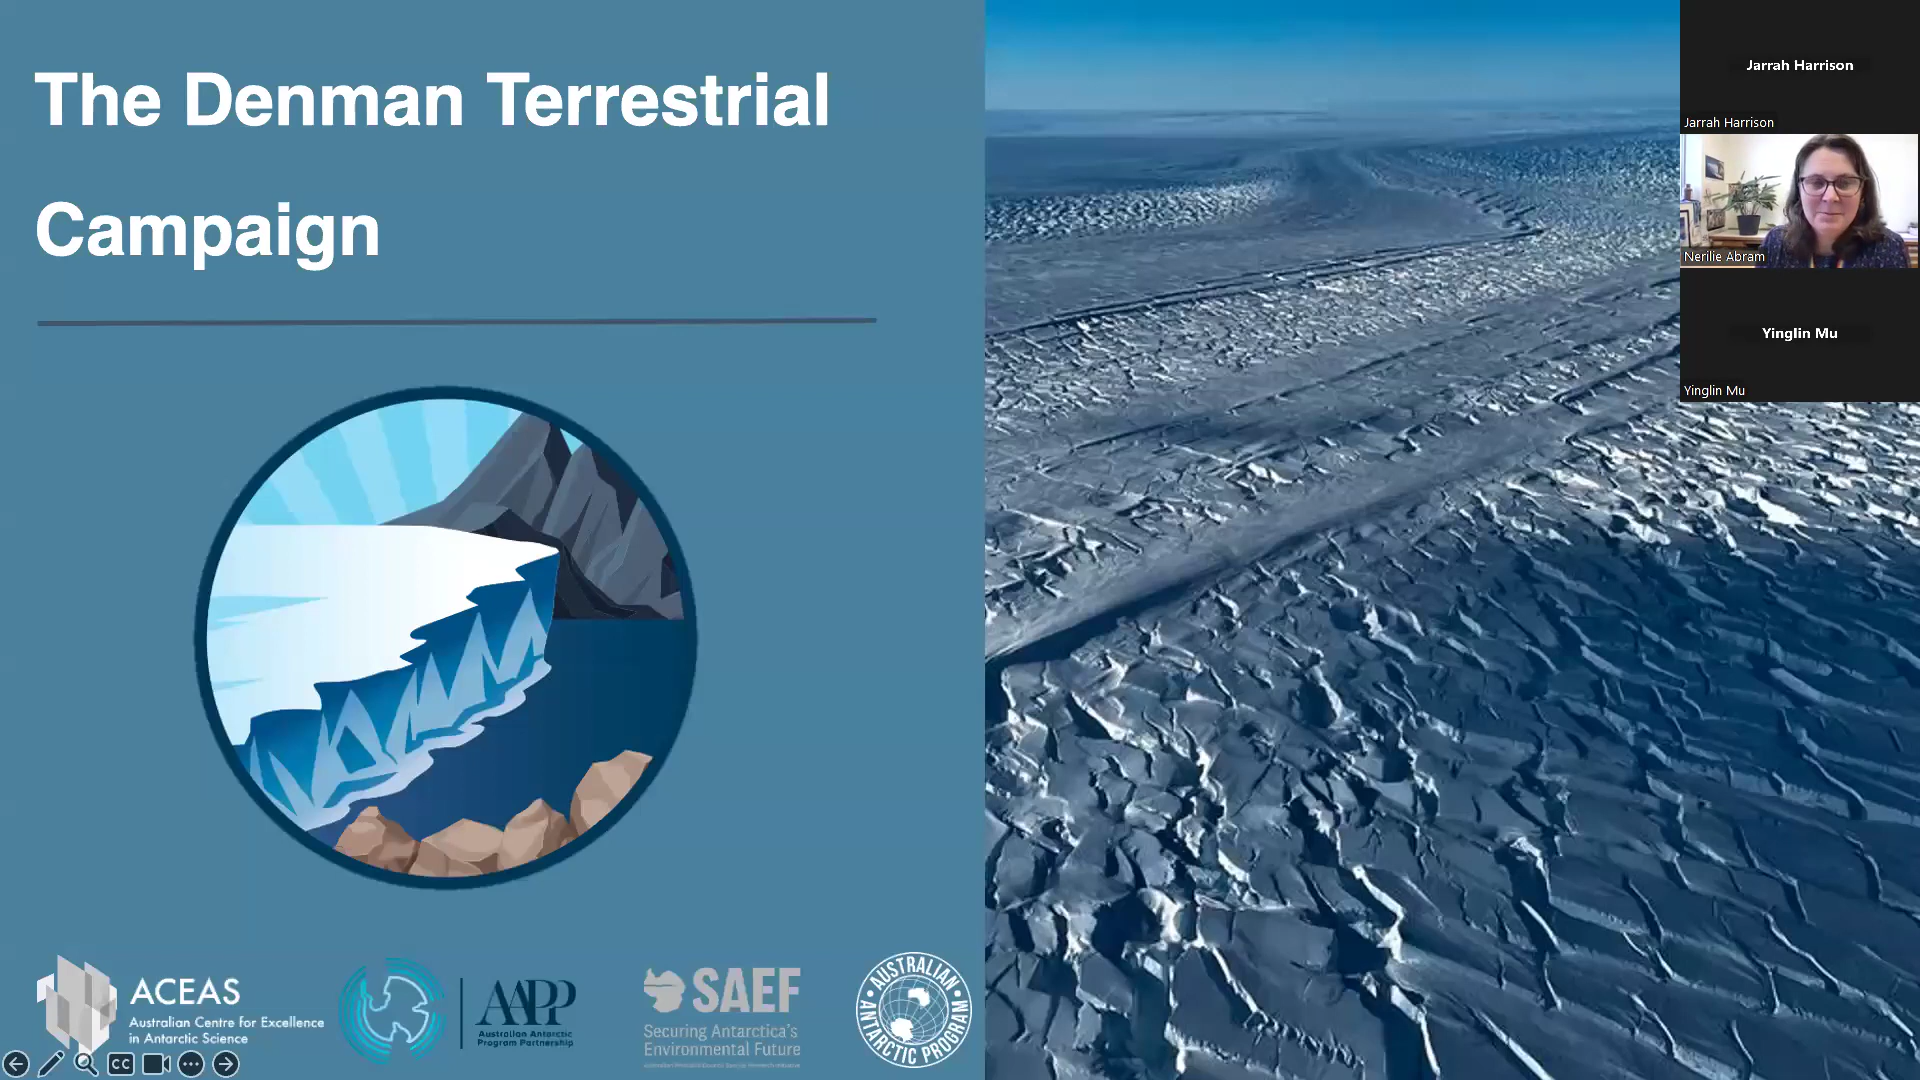 The Denman Terrestrial
Campaign
ACEAS
Australian Centre for Excellence
in Antarctic Science
AAPP
Australian Antarctic
Program Partnership
SAEF
Securing Antarctica's
Environmental Future
AUSTRALIAN
ANTARCTIC PROGRAM
CC
Jarrah Harrison
Jarrah Harrison
Nerilie Abram
Yinglin Mu
Yinglin Mu